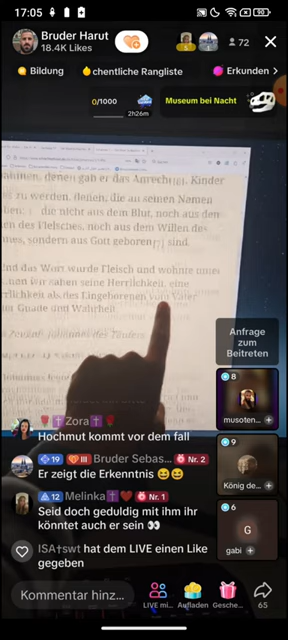 17:05
90
Bruder Harut
18.4K Likes
5
72
Bildung
chentliche Rangliste
Erkunden
0/1000
2h26m
Museum bei Nacht
denen gab er das Anrecht, Kinder
zu werden, denen, die an seinen Namen
die nicht aus dem Blut, noch aus den
des Fleisches, noch aus dem Willen des
sondern aus Gott geboren sind
das Wort wurde Fleisch und wohnte unter
sahen seine Herrlichkeit, eine
als des Eingeborenen vom Vater
Gnade und Wahrheit
Anfrage zum
Beitreten
8
musoten...
9
König de...
6
G
gabi
Zora
Hochmut kommt vor dem fall
19 III Bruder Sebas... Nr. 2
Er zeigt die Erkenntnis
12 Melinka Nr. 1
Seid doch geduldig mit ihm ihr
könntet auch er sein
ISA†swt hat dem LIVE einen Like
gegeben
Kommentar hinz...
LIVE mi...
Aufladen
Gesche...
65